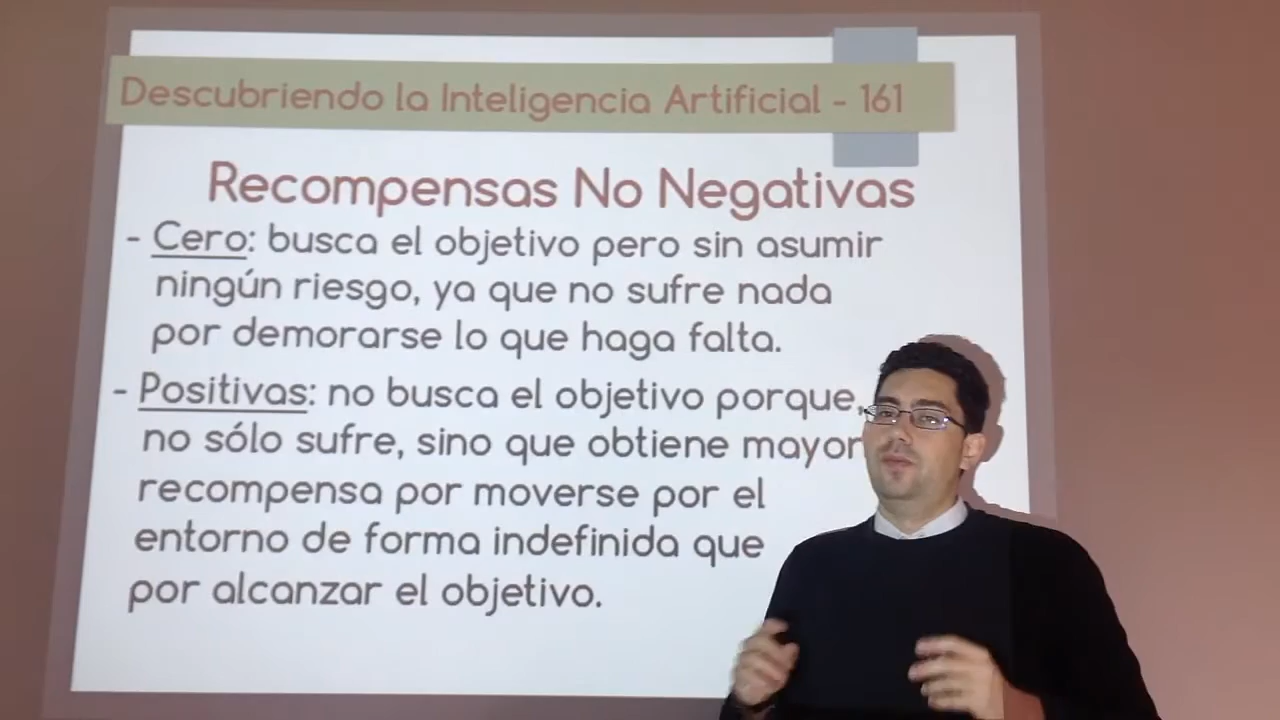 Descubriendo la Inteligencia Artificial - 161
Recompensas No Negativas
- Cero: busca el objetivo pero sin asumir
ningún riesgo, ya que no sufre nada
por demorarse lo que haga falta.
- Positivas: no busca el objetivo porque,
no sólo sufre, sino que obtiene mayor
recompensa por moverse por el
entorno de forma indefinida que
por alcanzar el objetivo.